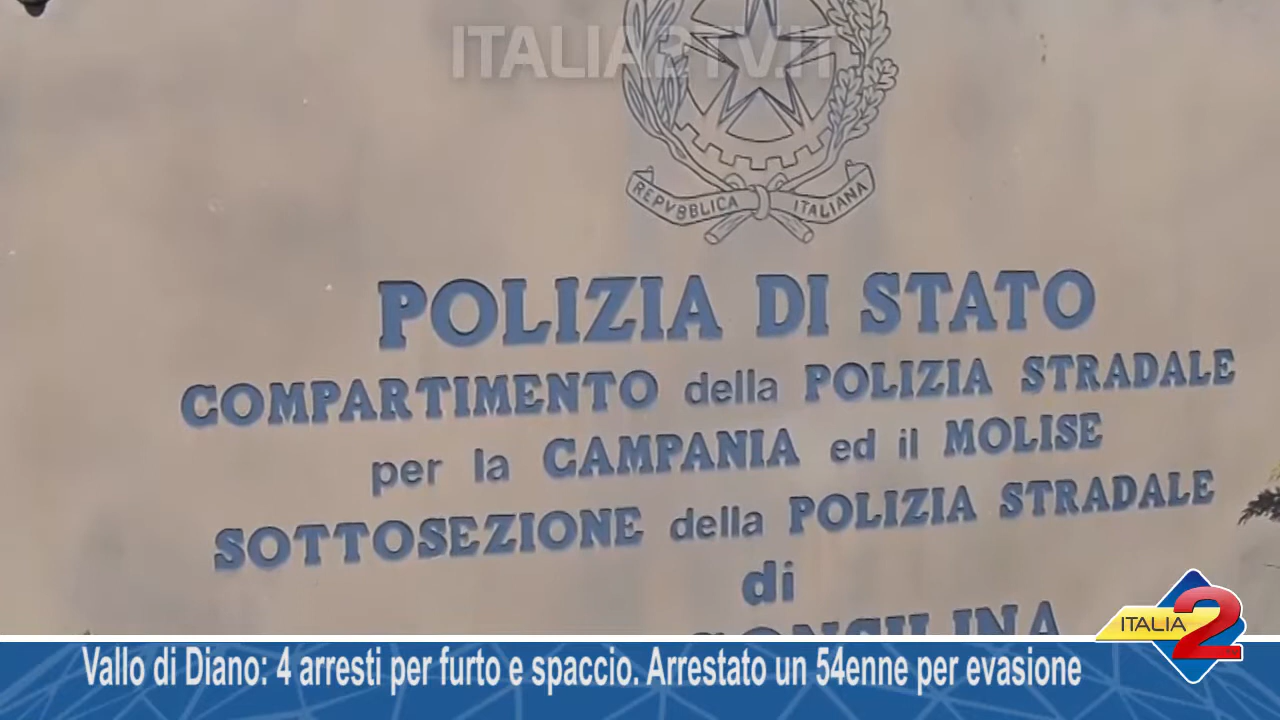 ITALIA2TV.IT
REPVBBLICA ITALIANA
POLIZIA DI STATO
COMPARTIMENTO della POLIZIA STRADALE
per la CAMPANIA ed il MOLISE
SOTTOSEZIONE della POLIZIA STRADALE
di
ITALIA 2
Vallo di Diano: 4 arresti per furto e spaccio. Arrestato un 54enne per evasione